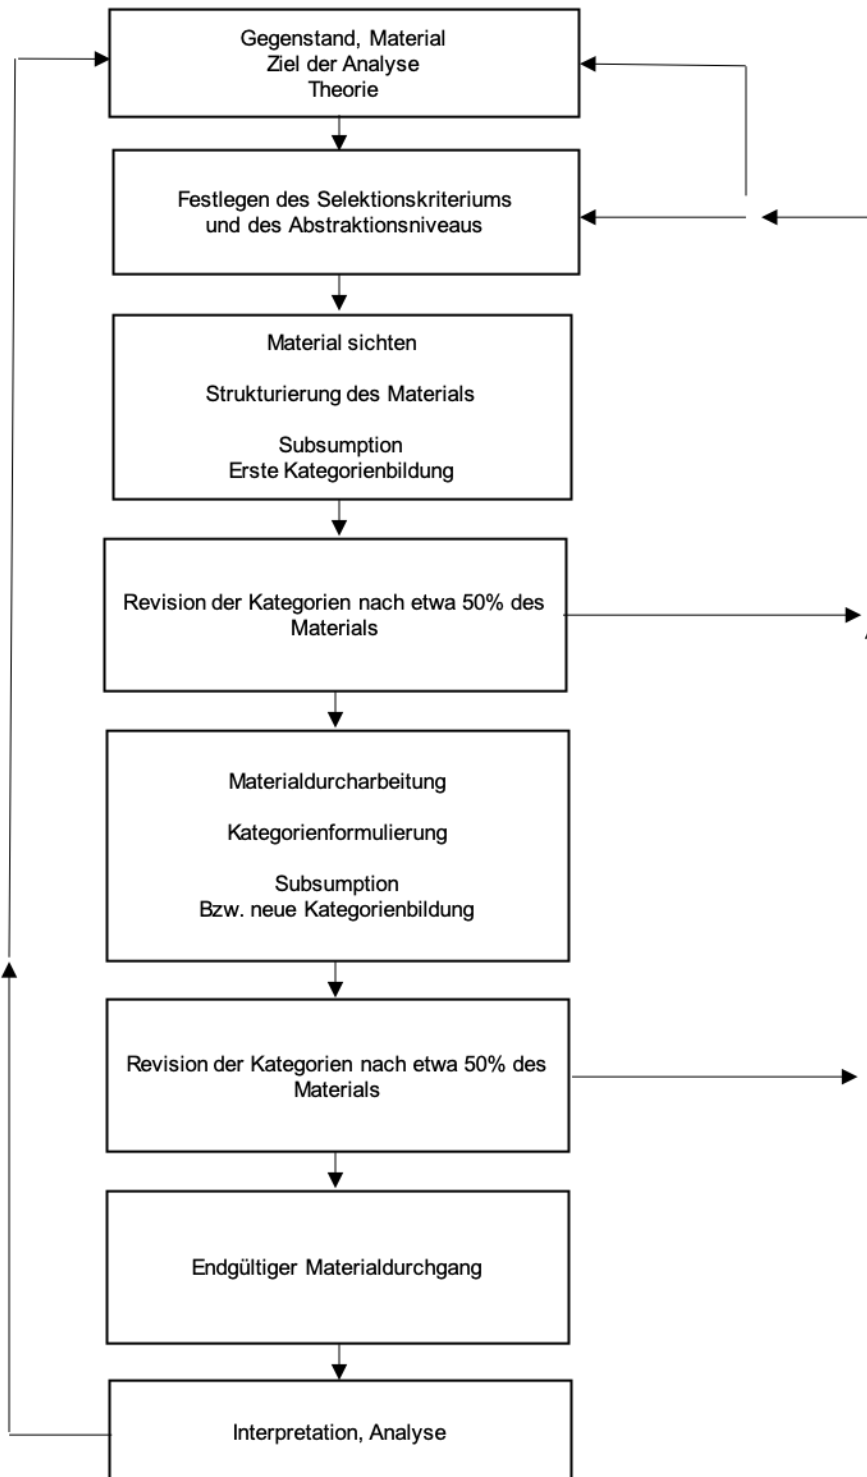 Gegenstand, Material
Ziel der Analyse
Theorie
Festlegen des Selektionskriteriums
und des Abstraktionsniveaus
Material sichten
Strukturierung des Materials
Subsumption
Erste Kategorienbildung
Revision der Kategorien nach etwa 50% des
Materials
Materialdurcharbeitung
Kategorienformulierung
Subsumption
Bzw. neue Kategorienbildung
Revision der Kategorien nach etwa 50% des
Materials
Endgültiger Materialdurchgang
Interpretation, Analyse